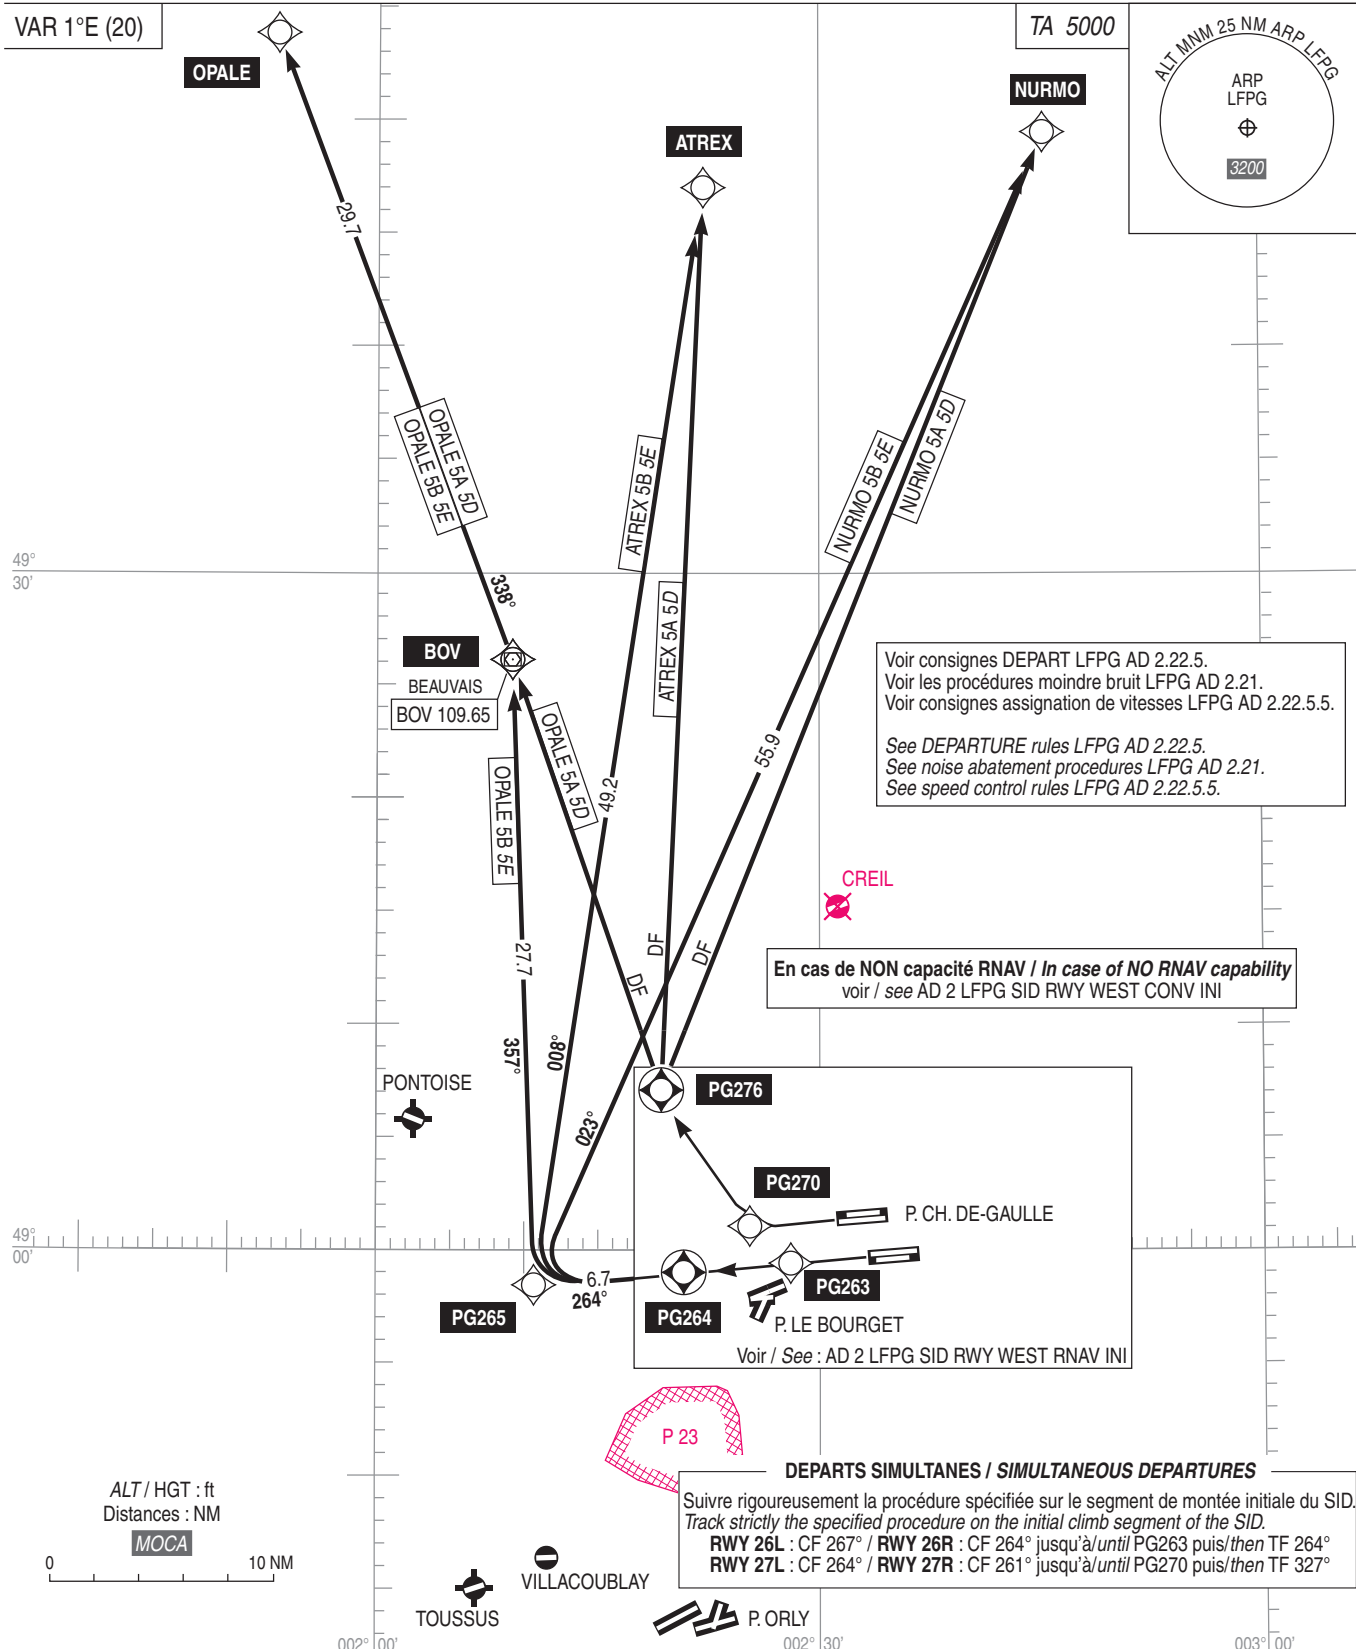 VAR 1°E (20)
TA 5000
ALT MNM 25 NM ARP LFPG
ARP
LFPG
3200
OPALE
NURMO
ATREX
29.7
OPALE 5A 5D
OPALE 5B 5E
ATREX 5B 5E
NURMO 5B 5E
NURMO 5A 5D
49°
30'
338°
ATREX 5A 5D
BOV
BEAUVAIS
BOV 109.65
Voir consignes DEPART LFPG AD 2.22.5.
Voir les procédures moindre bruit LFPG AD 2.21.
Voir consignes assignation de vitesses LFPG AD 2.22.5.5.
See DEPARTURE rules LFPG AD 2.22.5.
See noise abatement procedures LFPG AD 2.21.
See speed control rules LFPG AD 2.22.5.5.
OPALE 5A 5D
OPALE 5B 5E
49.2
55.9
CREIL
27.7
DF
DF
DF
En cas de NON capacité RNAV / In case of NO RNAV capability
voir / see AD 2 LFPG SID RWY WEST CONV INI
357°
008°
023°
PONTOISE
PG276
PG270
P. CH. DE-GAULLE
49°
00'
6.7
264°
PG265
PG264
PG263
P. LE BOURGET
Voir / See : AD 2 LFPG SID RWY WEST RNAV INI
P 23
DEPARTS SIMULTANES / SIMULTANEOUS DEPARTURES
Suivre rigoureusement la procédure spécifiée sur le segment de montée initiale du SID.
Track strictly the specified procedure on the initial climb segment of the SID.
RWY 26L : CF 267° / RWY 26R : CF 264° jusqu'à/until PG263 puis/then TF 264°
RWY 27L : CF 264° / RWY 27R : CF 261° jusqu'à/until PG270 puis/then TF 327°
ALT / HGT : ft
Distances : NM
MOCA
0 10 NM
VILLACOUBLAY
TOUSSUS
P. ORLY
002° 00'
002° 30'
003° 00'